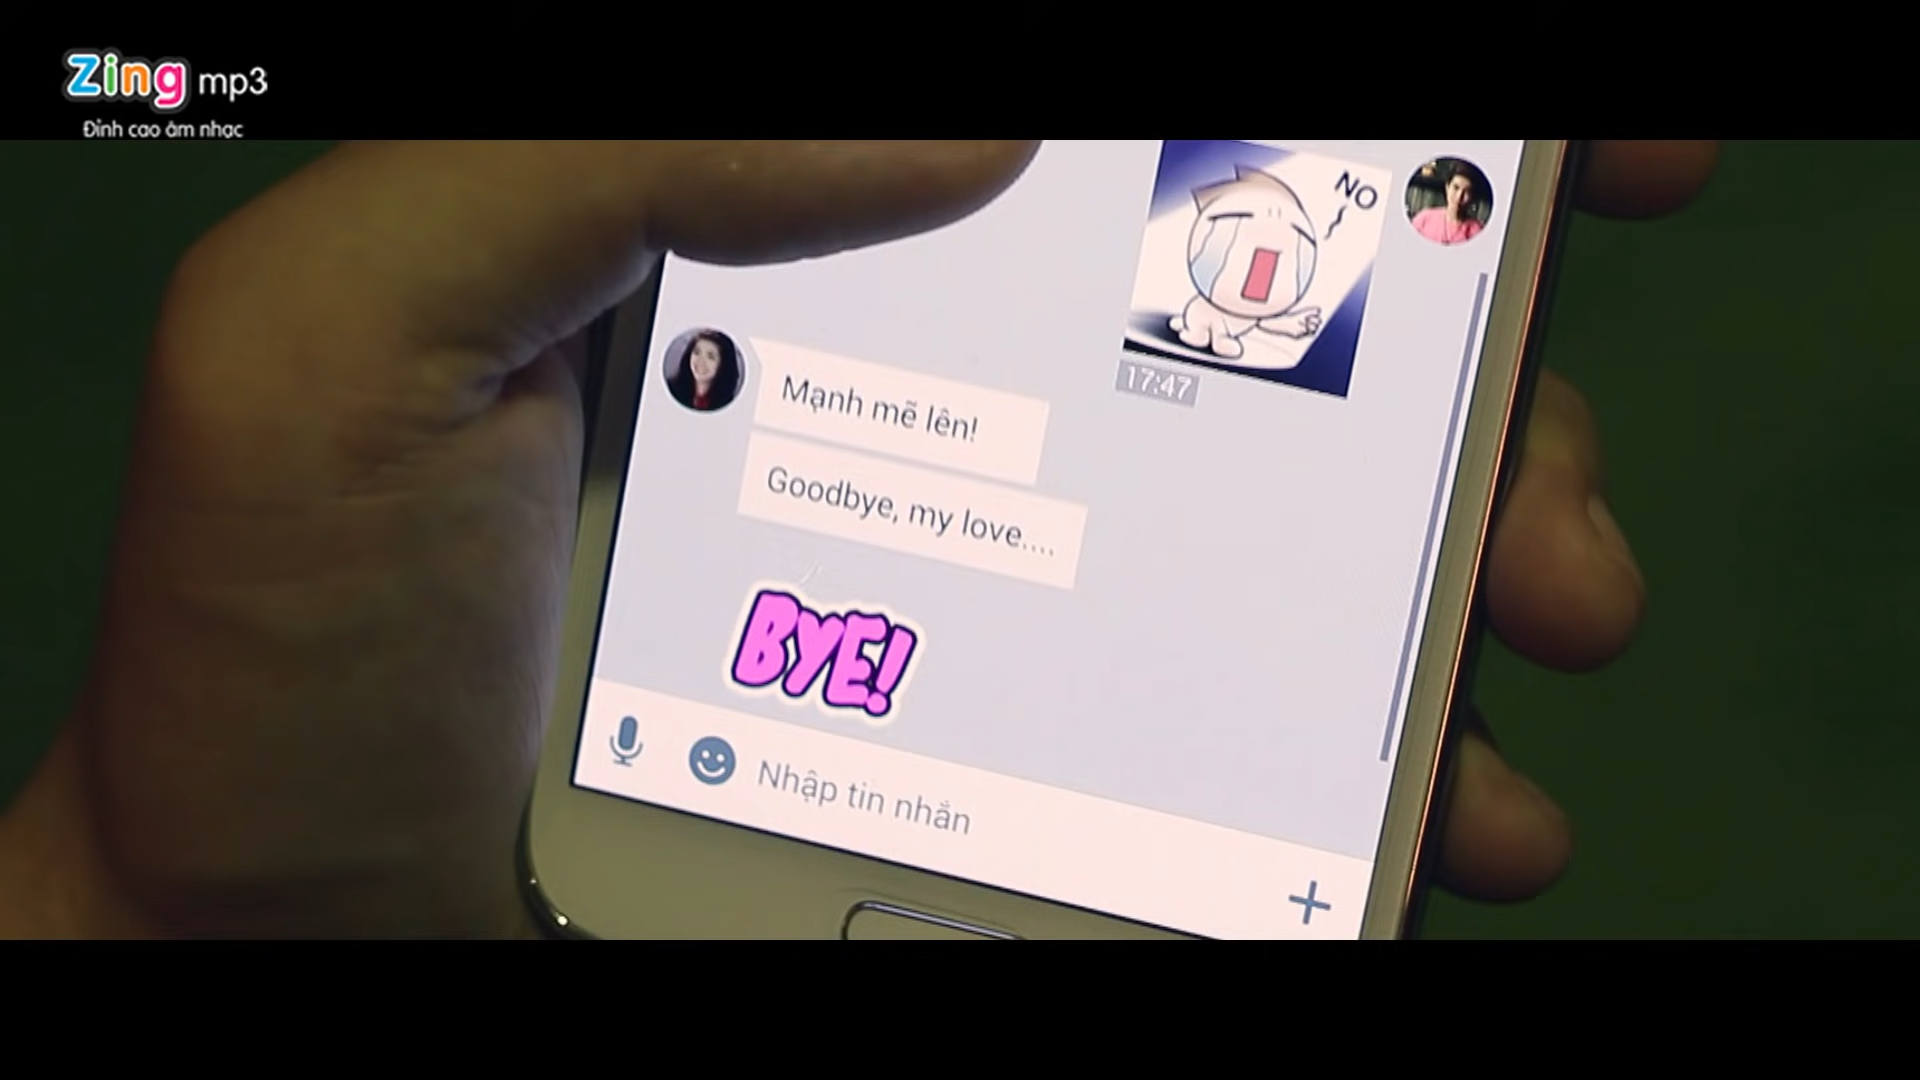 Zing mp3
Đỉnh cao âm nhạc
NO
17:47
Mạnh mẽ lên!
Goodbye, my love....
BYE!
Nhập tin nhắn